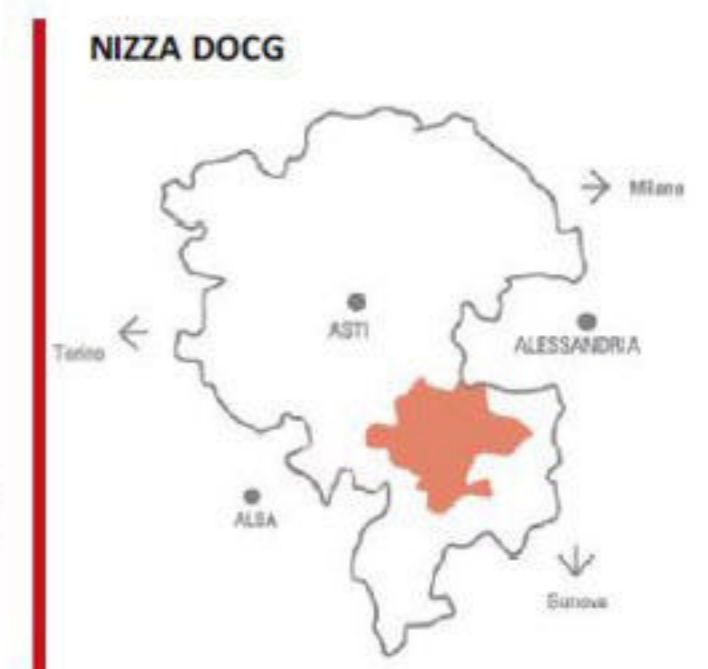 NIZZA DOCG
Milano
ASTI
ALESSANDRIA
Torino
ALBA
Genova